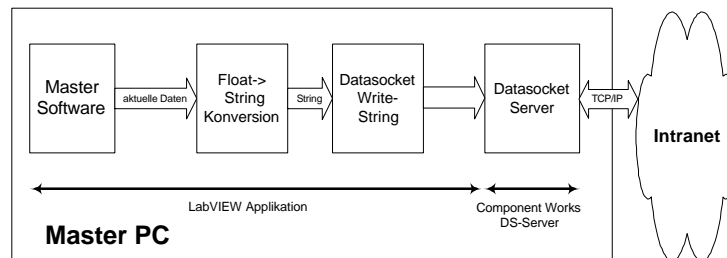 Master
Software
aktuelle Daten
Float->
String
Konversion
String
Datasocket
Write-
String
Datasocket
Server
TCP/IP
Intranet
LabVIEW Applikation
Component Works
DS-Server
Master PC